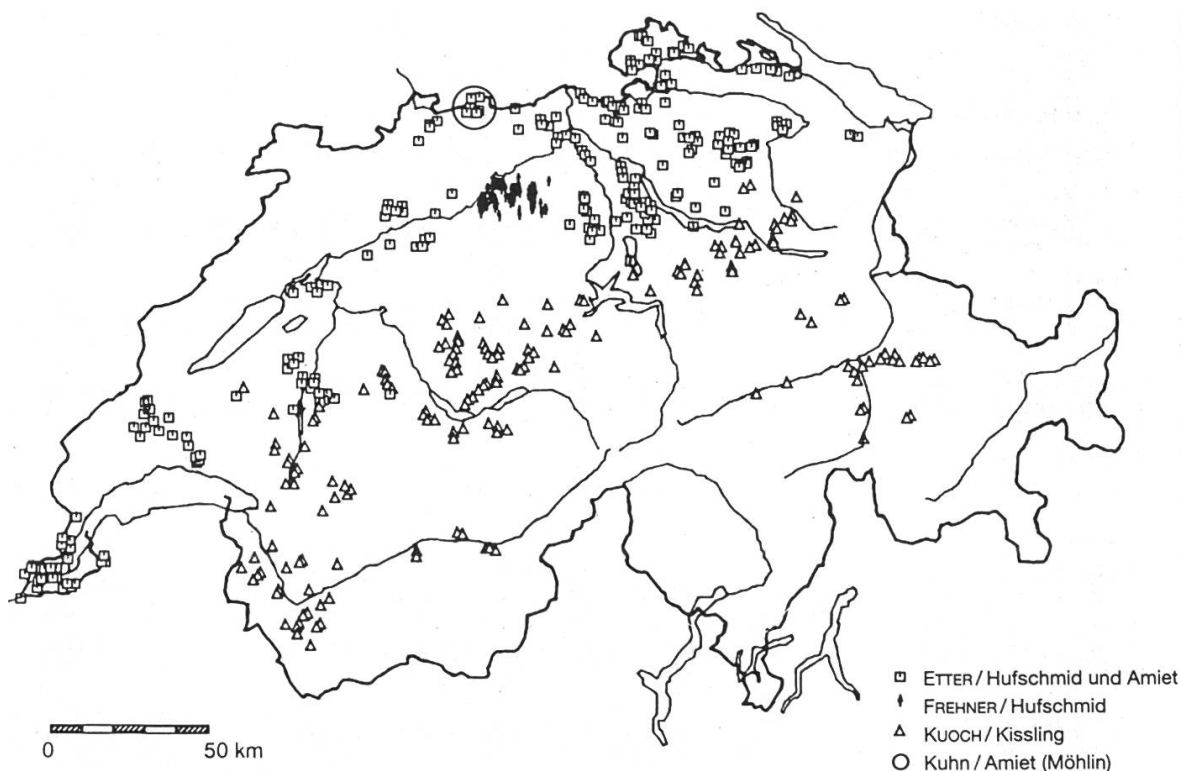 ETTER / Hufschmid und Amiet
FREHNER / Hufschmid
KUOCH / Kissling
Kuhn / Amiet (Möhlin)
0 50 km